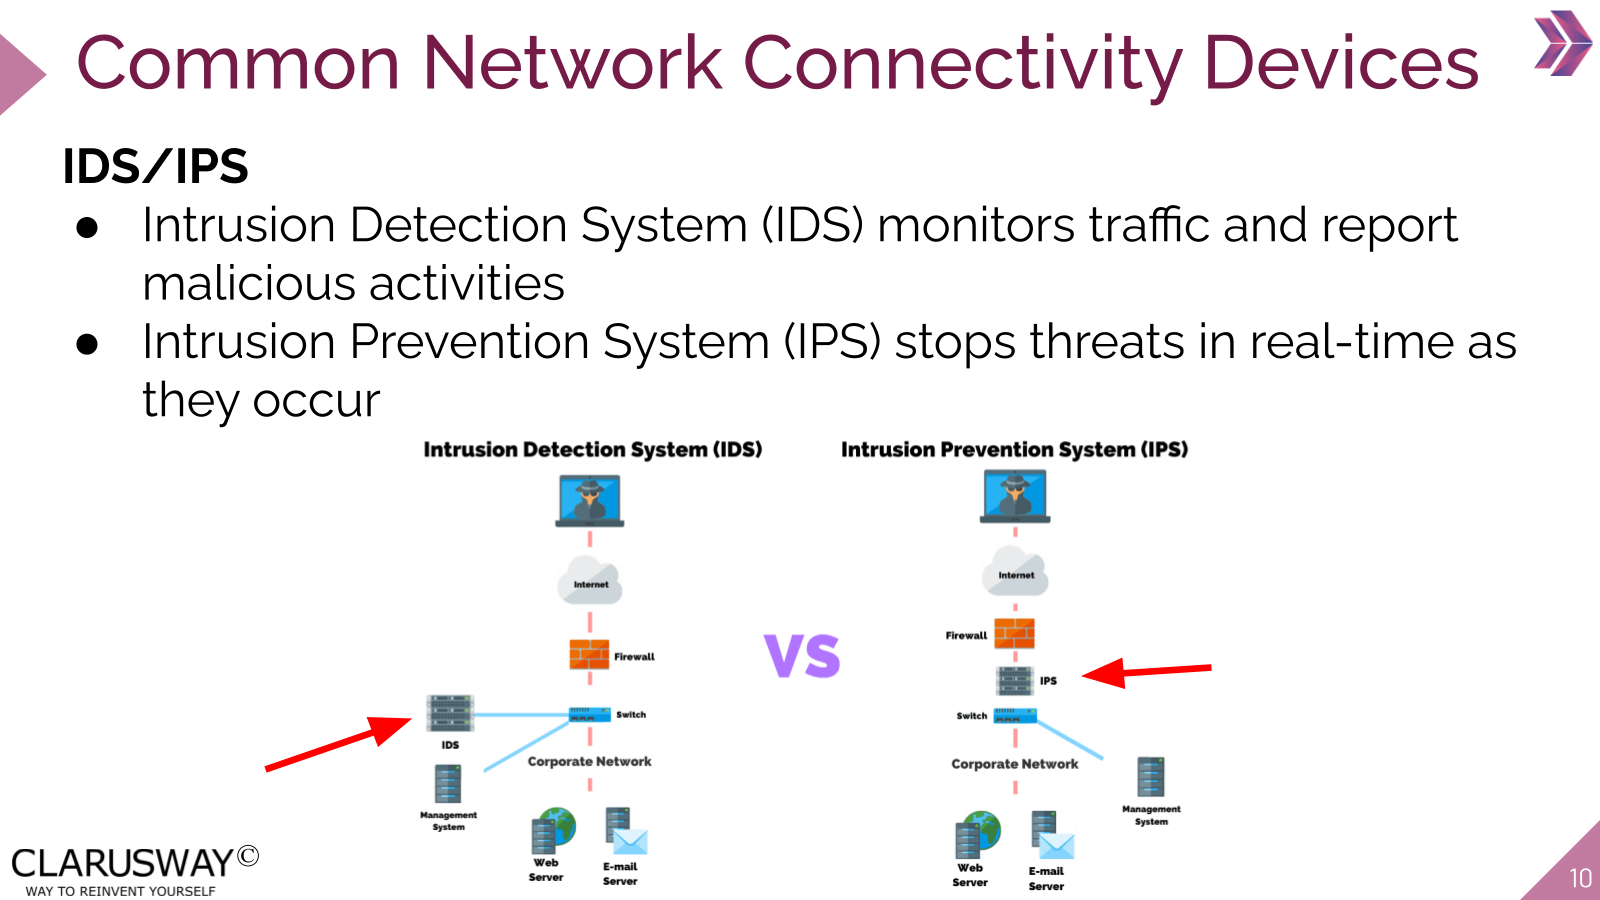 Common Network Connectivity Devices
IDS/IPS
● Intrusion Detection System (IDS) monitors traffic and report
malicious activities
● Intrusion Prevention System (IPS) stops threats in real-time as
they occur
Intrusion Detection System (IDS)
Internet
Firewall
Switch
IDS
Corporate Network
Management
System
Web
Server
E-mail
Server
VS
Intrusion Prevention System (IPS)
Internet
Firewall
IPS
Switch
Corporate Network
Management
System
Web
Server
E-mail
Server
CLARUSWAY©
WAY TO REINVENT YOURSELF
10